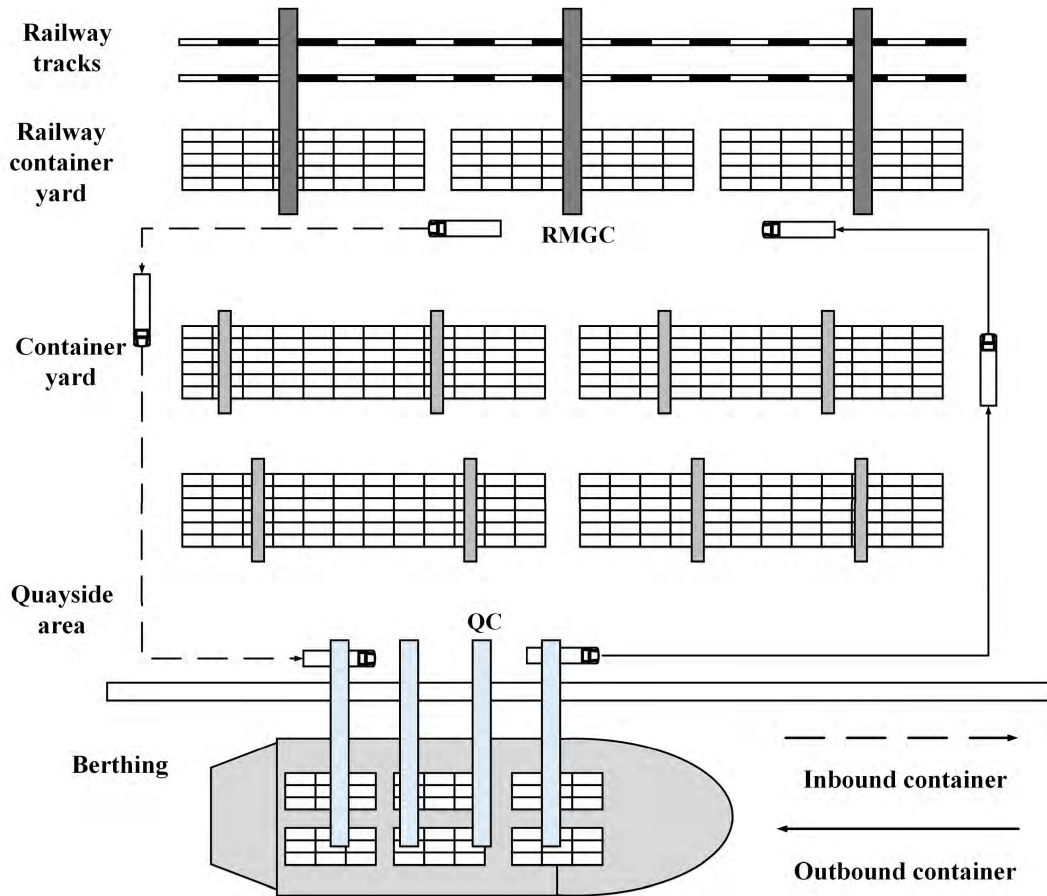 Railway
tracks
Railway
container
yard
RMGC
Container
yard
Quayside
area
QC
Berthing
Inbound container
Outbound container